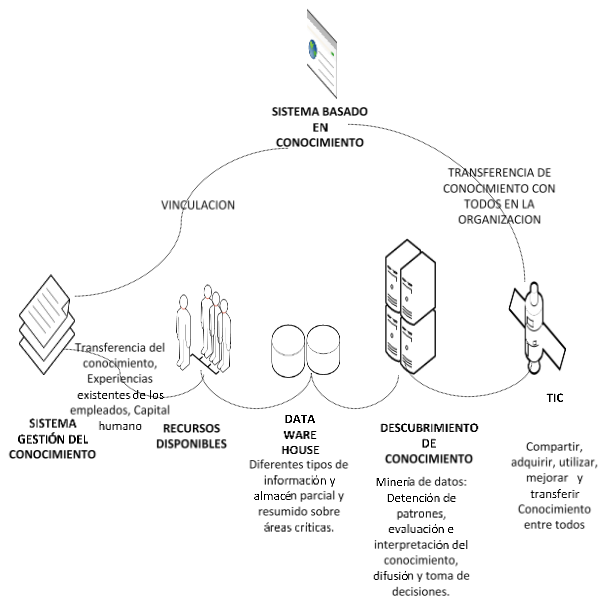 SISTEMA BASADO
EN
CONOCIMIENTO
VINCULACION
TRANSFERENCIA DE
CONOCIMIENTO CON
TODOS EN LA
ORGANIZACION
Transferencia del
conocimiento,
Experiencias
existentes de los
empleados, Capital
humano
SISTEMA
GESTIÓN DEL
CONOCIMIENTO
RECURSOS
DISPONIBLES
DATA
WARE
HOUSE
Diferentes tipos de
información y
almacén parcial y
resumido sobre
áreas críticas.
DESCUBRIMIENTO
DE
CONOCIMIENTO
Minería de datos:
Detención de
patrones,
evaluación e
interpretación del
conocimiento,
difusión y toma de
decisiones.
TIC
Compartir,
adquirir, utilizar,
mejorar y
transferir
Conocimiento
entre todos